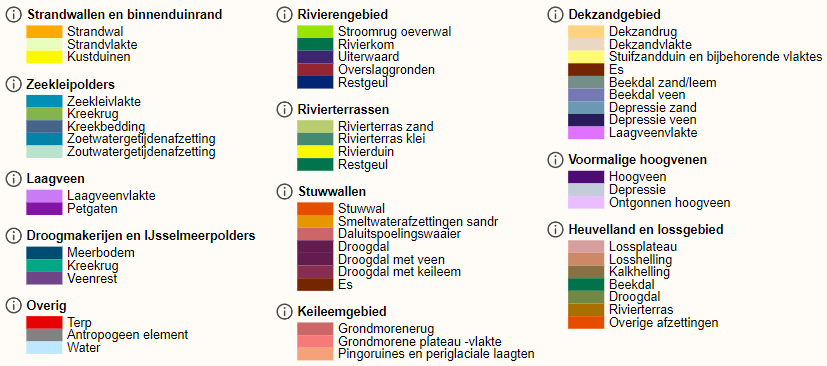 Strandwallen en binnenduinrand
Strandwal
Strandvlakte
Kustduinen
Zeekleipolders
Zeekleivlakte
Kreekrug
Kreekbedding
Zoetwatergetijdenafzetting
Zoutwatergetijdenafzetting
Laagveen
Laagveenvlakte
Petgaten
Droogmakerijen en IJsselmeerpolders
Meerbodem
Kreekrug
Veenrest
Overig
Terp
Antropogeen element
Water
Rivierengebied
Stroomrug oeverwal
Rivierkom
Uiterwaard
Overslaggronden
Restgeul
Rivierterrassen
Rivierterras zand
Rivierterras klei
Rivierduin
Restgeul
Stuwwallen
Stuwwal
Smeltwaterafzettingen sandr
Daluitspoelingswaaier
Droogdal
Droogdal met veen
Droogdal met keileem
Es
Keileemgebied
Grondmorenerug
Grondmorene plateau -vlakte
Pingoruines en periglaciale laagten
Dekzandgebied
Dekzandrug
Dekzandvlakte
Stuifzandduin en bijbehorende vlaktes
Es
Beekdal zand/leem
Beekdal veen
Depressie zand
Depressie veen
Laagveenvlakte
Voormalige hoogvenen
Hoogveen
Depressie
Ontgonnen hoogveen
Heuvelland en lossgebied
Lossplateau
Losshelling
Kalkhelling
Beekdal
Droogdal
Rivierterras
Overige afzettingen